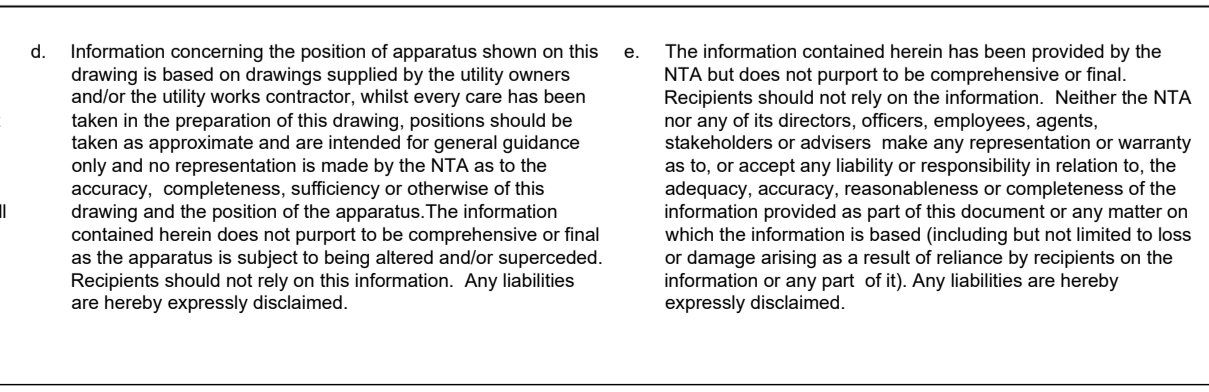 d. Information concerning the position of apparatus shown on this
drawing is based on drawings supplied by the utility owners
and/or the utility works contractor, whilst every care has been
taken in the preparation of this drawing, positions should be
taken as approximate and are intended for general guidance
only and no representation is made by the NTA as to the
accuracy, completeness, sufficiency or otherwise of this
drawing and the position of the apparatus.The information
contained herein does not purport to be comprehensive or final
as the apparatus is subject to being altered and/or superceded.
Recipients should not rely on this information. Any liabilities
are hereby expressly disclaimed.
e. The information contained herein has been provided by the
NTA but does not purport to be comprehensive or final.
Recipients should not rely on the information. Neither the NTA
nor any of its directors, officers, employees, agents,
stakeholders or advisers make any representation or warranty
as to, or accept any liability or responsibility in relation to, the
adequacy, accuracy, reasonableness or completeness of the
information provided as part of this document or any matter on
which the information is based (including but not limited to loss
or damage arising as a result of reliance by recipients on the
information or any part of it). Any liabilities are hereby
expressly disclaimed.